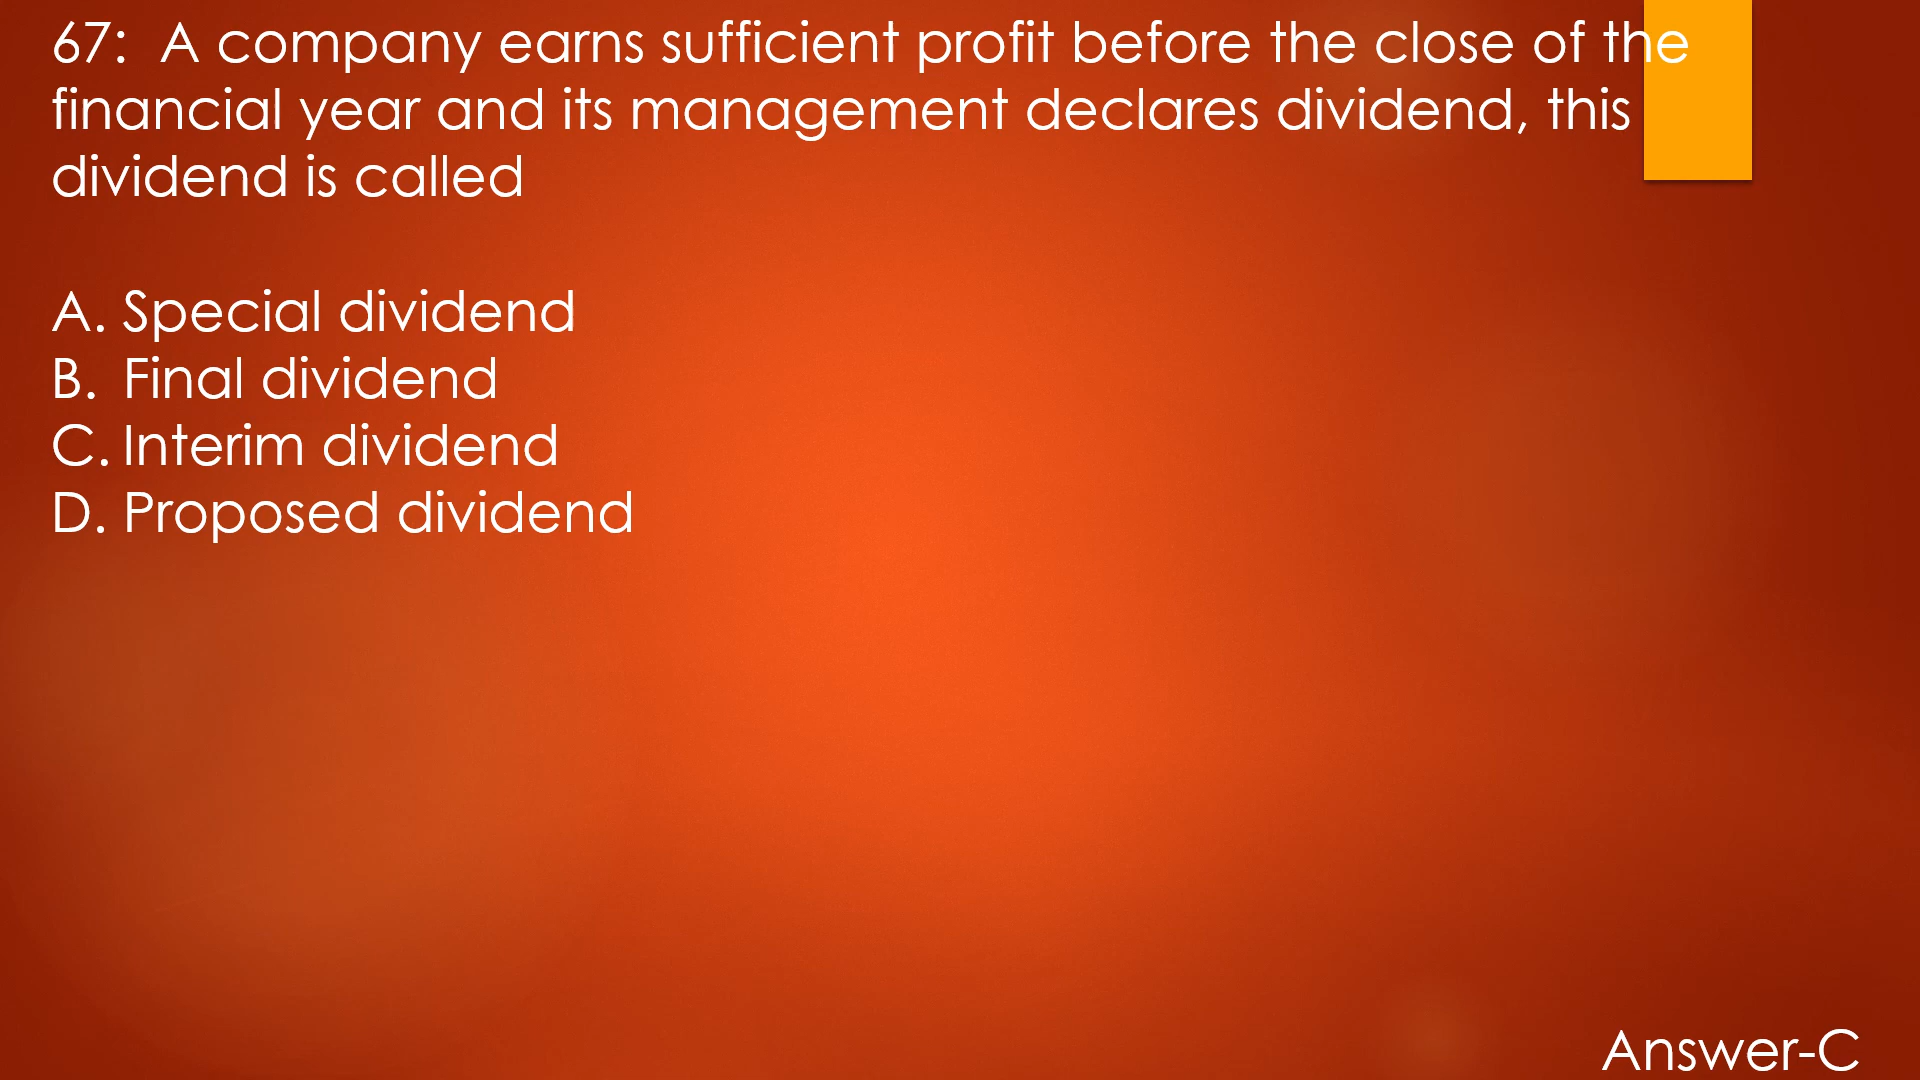 67:  A company earns sufficient profit before the close of the
financial year and its management declares dividend, this
dividend is called
A. Special dividend
B. Final dividend
C. Interim dividend
D. Proposed dividend
Answer-C